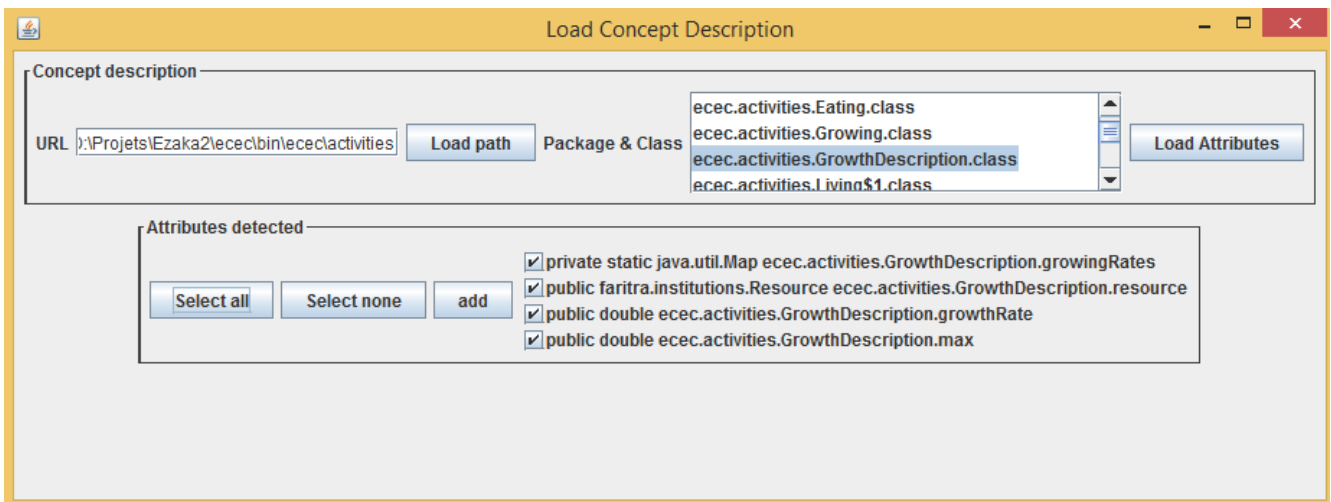 Load Concept Description
Concept description
URL ):\Projets\Ezaka2\ecec\bin\ecec\activities Load path Package & Class
ecec.activities.Eating.class
ecec.activities.Growing.class
ecec.activities.GrowthDescription.class
ecec.activities.Living$1.class
Load Attributes
Attributes detected
Select all Select none add
private static java.util.Map ecec.activities.GrowthDescription.growingRates
public faritra.institutions.Resource ecec.activities.GrowthDescription.resource
public double ecec.activities.GrowthDescription.growthRate
public double ecec.activities.GrowthDescription.max